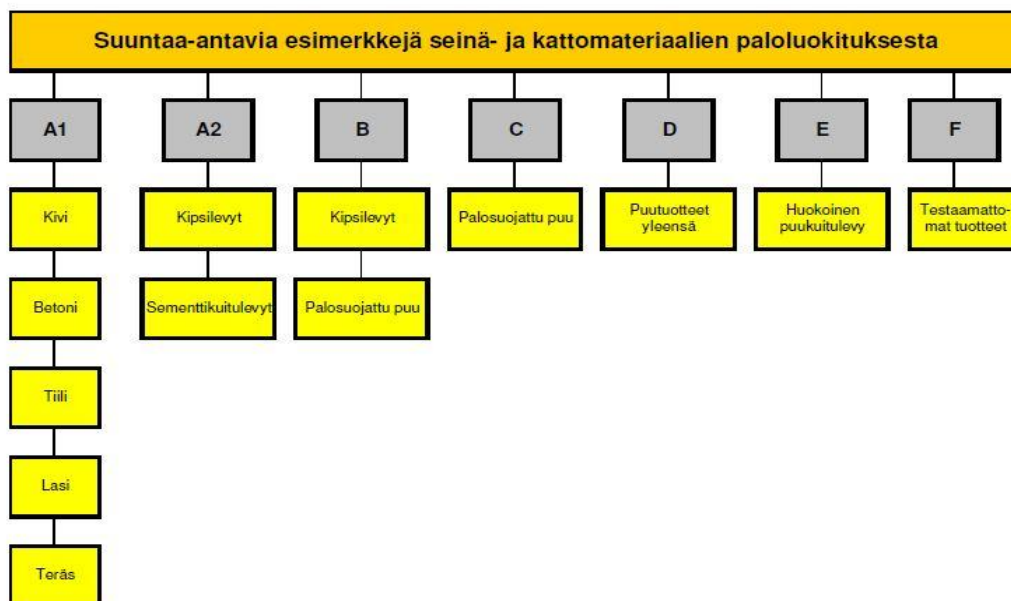 Suuntaa-antavia esimerkkejä seinä- ja kattomateriaalien paloluokituksesta
A1
A2
B
C
D
E
F
Kivi
Kipsilevyt
Kipsilevyt
Palosuojattu puu
Puutuotteet
yleensä
Huokoinen
puukuitulevy
Testaamatto-
mat tuotteet
Betoni
Sementtikuitulevyt
Palosuojattu puu
Tiili
Lasi
Teräs